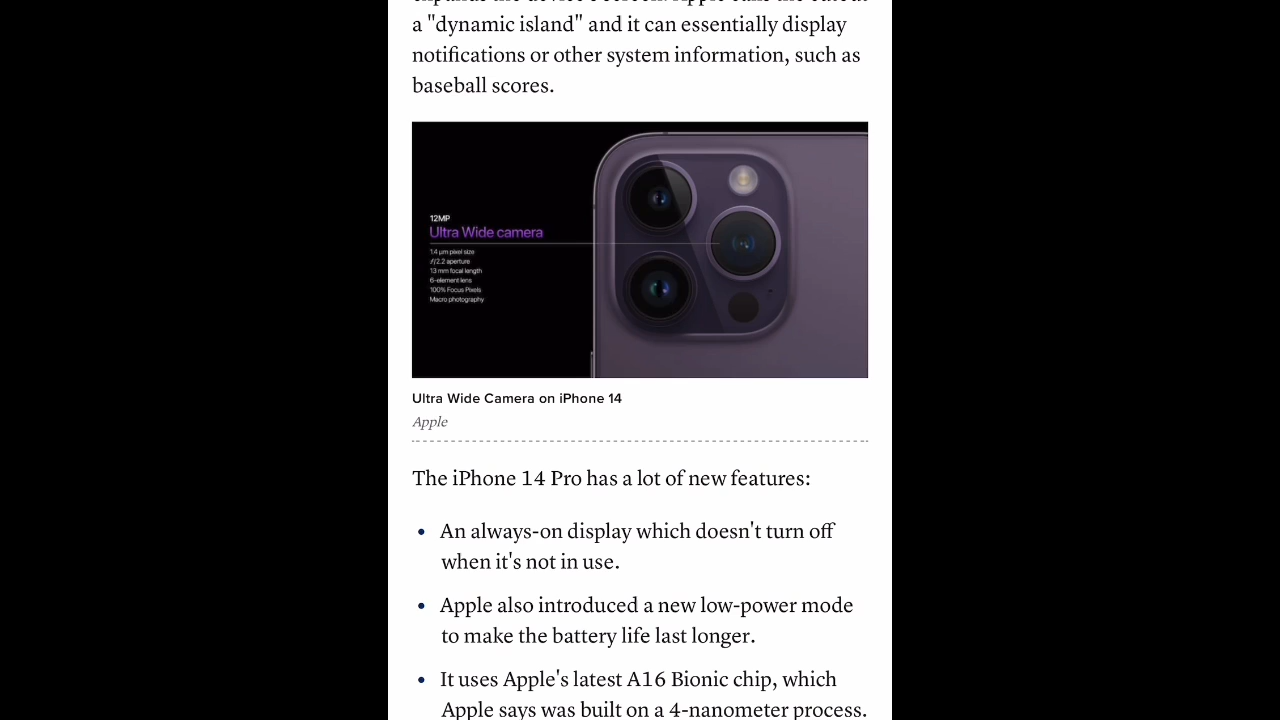 a "dynamic island" and it can essentially display
notifications or other system information, such as
baseball scores.
12MP
Ultra Wide camera
1.4 µm pixel size
ƒ/2.2 aperture
13 mm focal length
6-element lens
100% Focus Pixels
Macro photography
Ultra Wide Camera on iPhone 14
Apple
The iPhone 14 Pro has a lot of new features:
• An always-on display which doesn't turn off
when it's not in use.
• Apple also introduced a new low-power mode
to make the battery life last longer.
• It uses Apple's latest A16 Bionic chip, which
Apple says was built on a 4-nanometer process.